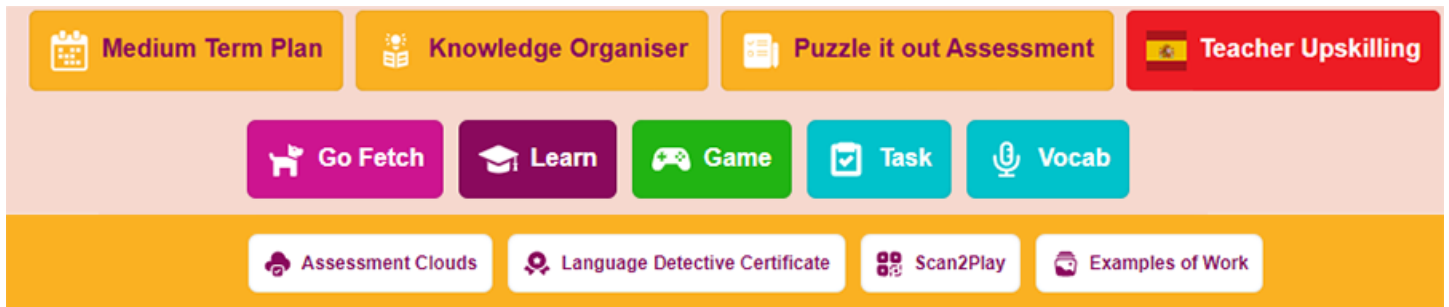 Medium Term Plan Knowledge Organiser Puzzle it out Assessment Teacher Upskilling
Go Fetch Learn Game Task Vocab
Assessment Clouds Language Detective Certificate Scan2Play Examples of Work